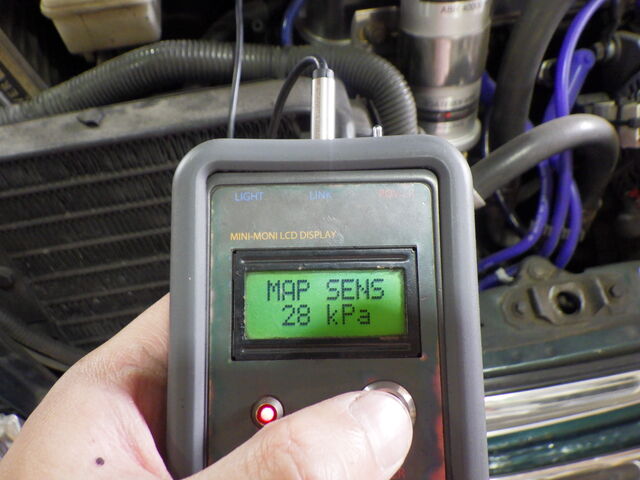 LIGHT LINK POWER
MINI-MONI LCD DISPLAY
MAP SENS
28 kPa